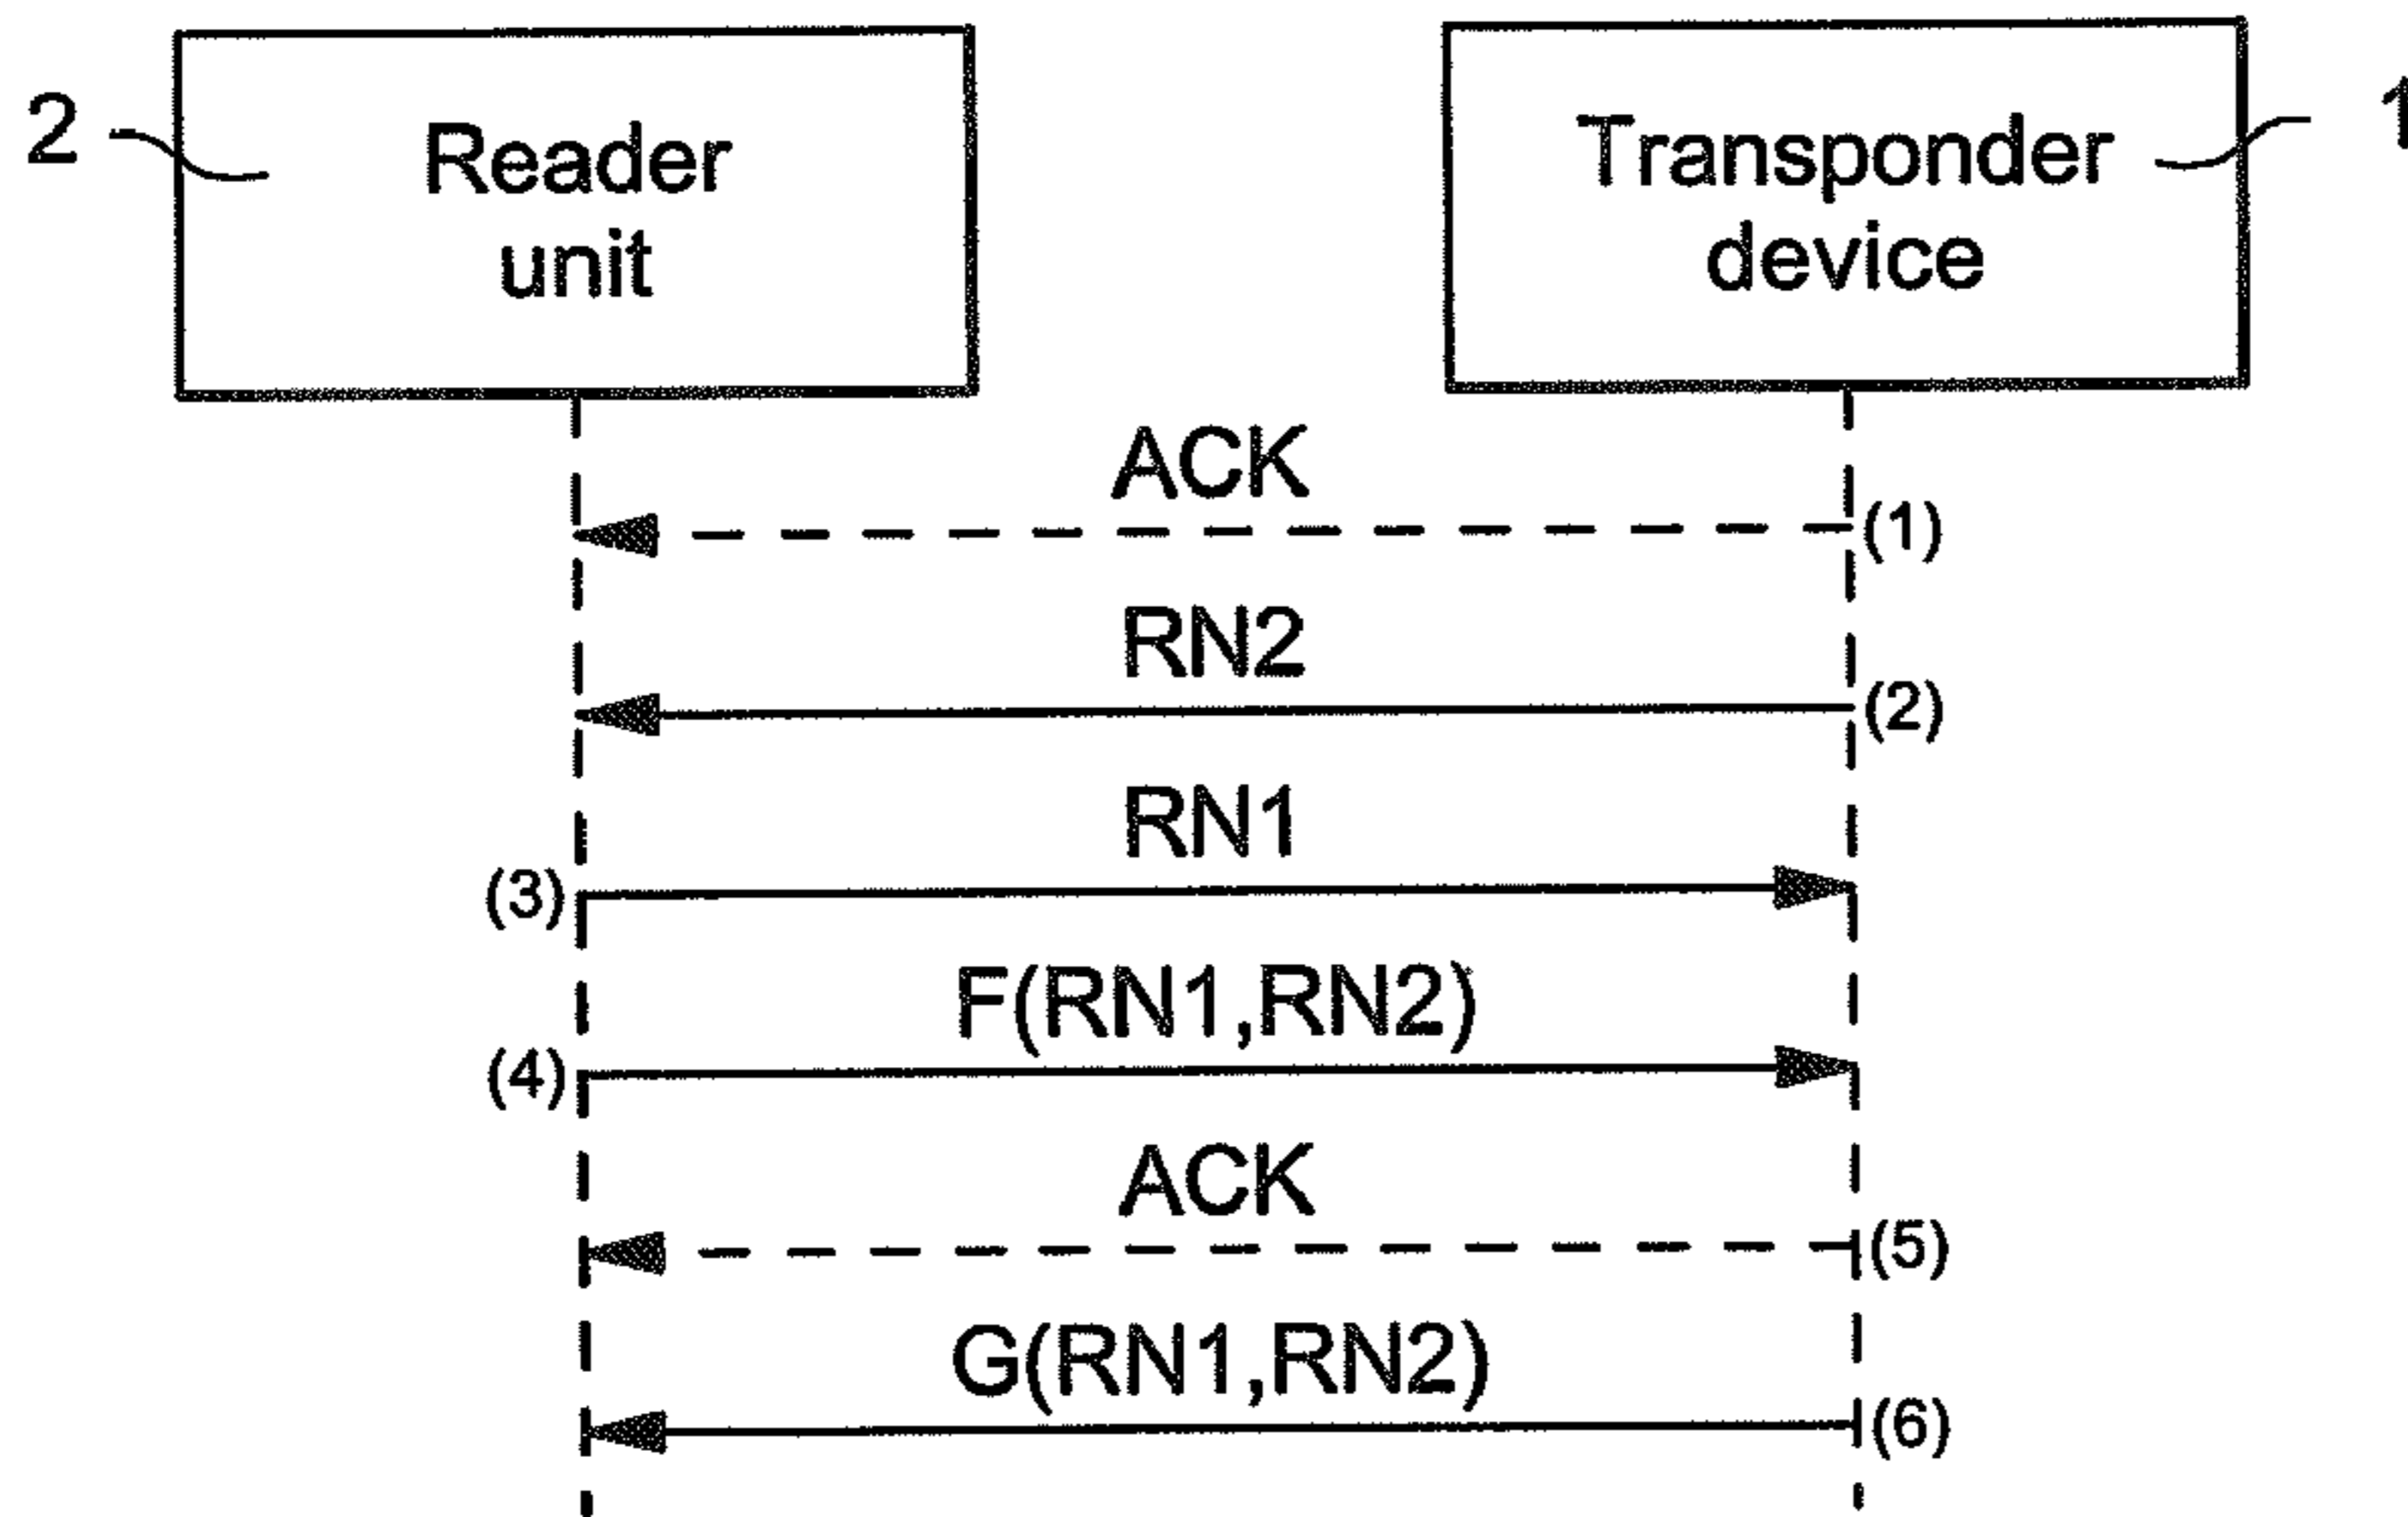 2
Reader
unit
Transponder
device
1
ACK
(1)
RN2
(2)
RN1
(3)
F(RN1,RN2)
(4)
ACK
(5)
G(RN1,RN2)
(6)